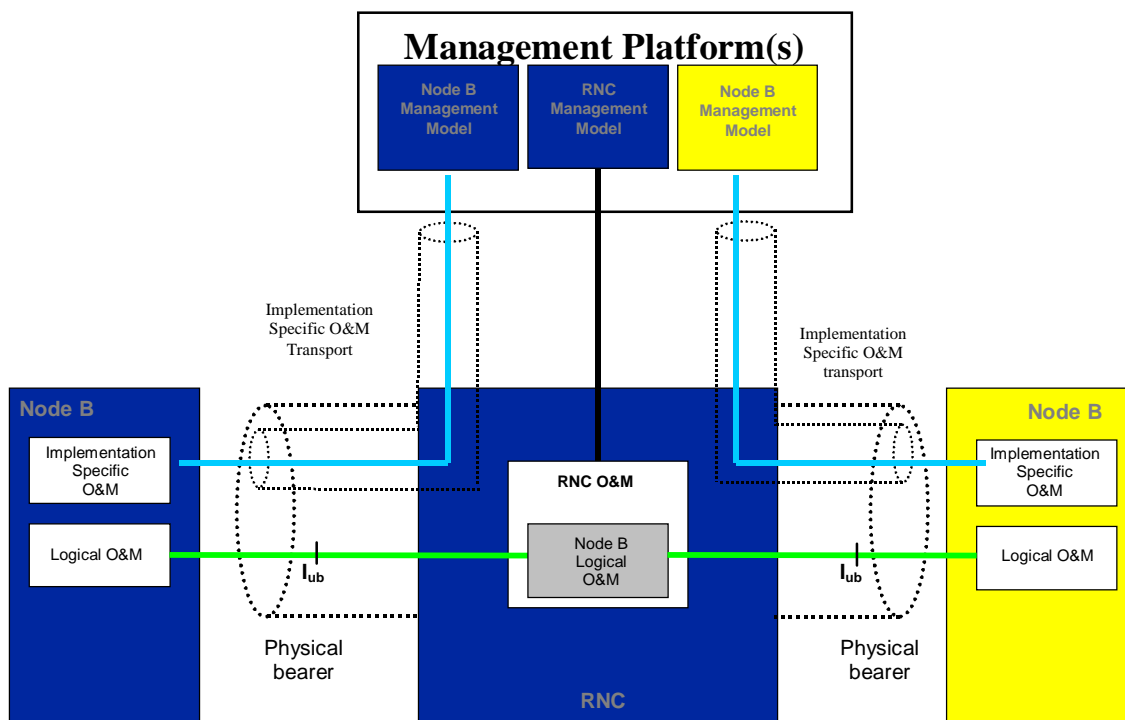 Management Platform(s)
Node B
Management
Model
RNC
Management
Model
Node B
Management
Model
Implementation
Specific O&M
Transport
Implementation
Specific O&M
transport
Node B
Implementation
Specific
O&M
Logical O&M
Iub
Physical
bearer
RNC O&M
Node B
Logical
O&M
RNC
Iub
Physical
bearer
Node B
Implementation
Specific
O&M
Logical O&M